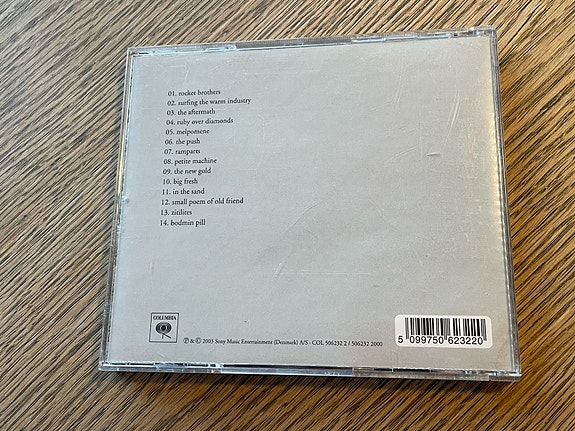 01. rocket brothers
02. surfing the warm industry
03. the aftermath
04. ruby over diamonds
05. melpomene
06. the push
07. ramparts
08. petite machine
09. the new gold
10. big fresh
11. in the sand
12. small poem of old friend
13. zitilites
14. bodmin pill
COLUMBIA
℗ & © 2003 Sony Music Entertainment (Denmark) A/S · COL 506232 2 / 506232 2000
5 099750 623220